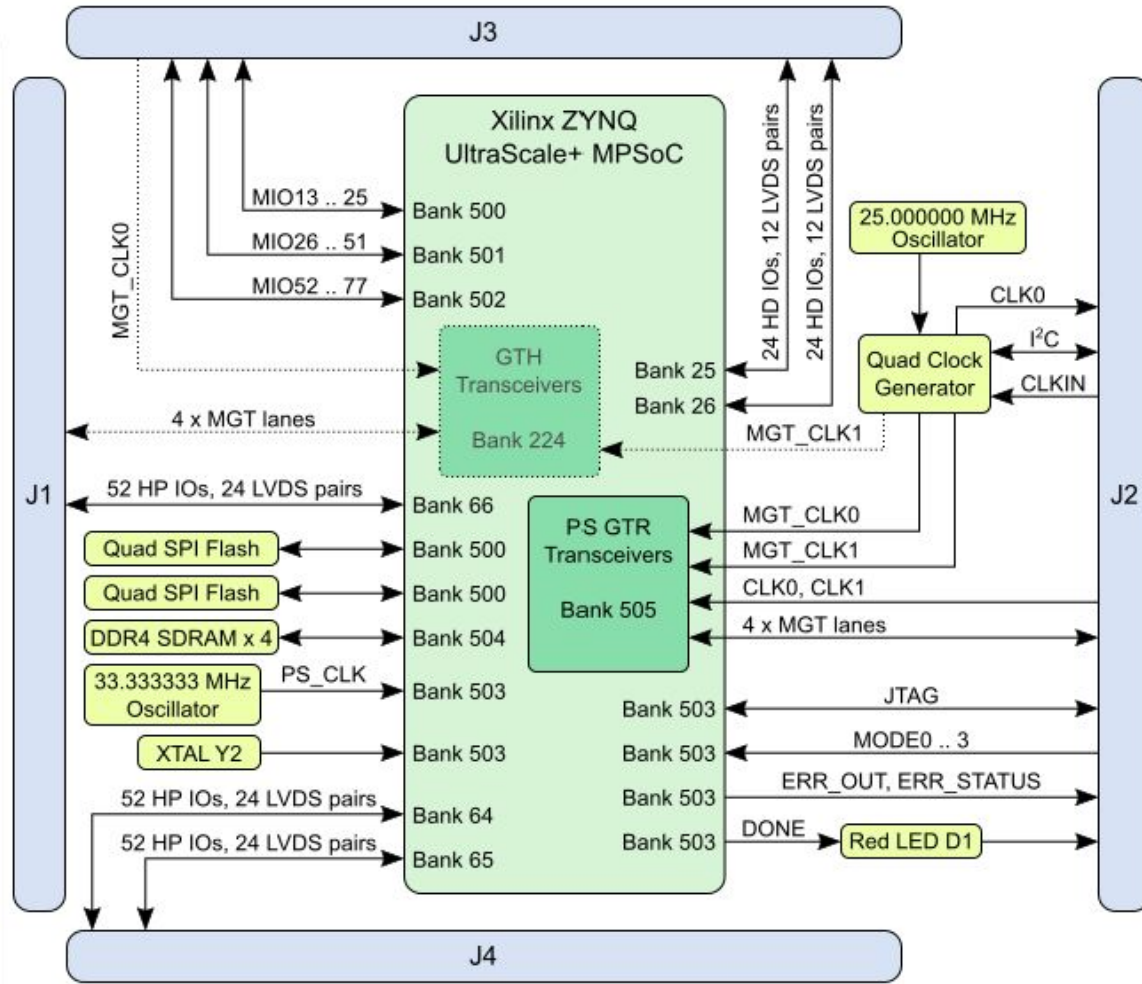 J3
Xilinx ZYNQ
UltraScale+ MPSoC
MIO13 .. 25
Bank 500
MIO26 .. 51
Bank 501
MIO52 .. 77
Bank 502
MGT_CLK0
24 HD IOs, 12 LVDS pairs
24 HD IOs, 12 LVDS pairs
25.000000 MHz
Oscillator
CLK0
I²C
CLKIN
Quad Clock
Generator
GTH
Transceivers
Bank 224
Bank 25
Bank 26
4 x MGT lanes
MGT_CLK1
J1
J2
52 HP IOs, 24 LVDS pairs
Bank 66
Quad SPI Flash
Bank 500
Quad SPI Flash
Bank 500
DDR4 SDRAM x 4
Bank 504
33.333333 MHz
Oscillator
PS_CLK
Bank 503
XTAL Y2
Bank 503
52 HP IOs, 24 LVDS pairs
Bank 64
52 HP IOs, 24 LVDS pairs
Bank 65
PS GTR
Transceivers
Bank 505
MGT_CLK0
MGT_CLK1
CLK0, CLK1
4 x MGT lanes
Bank 503
JTAG
Bank 503
MODE0 .. 3
Bank 503
ERR_OUT, ERR_STATUS
Bank 503
DONE
Red LED D1
J4